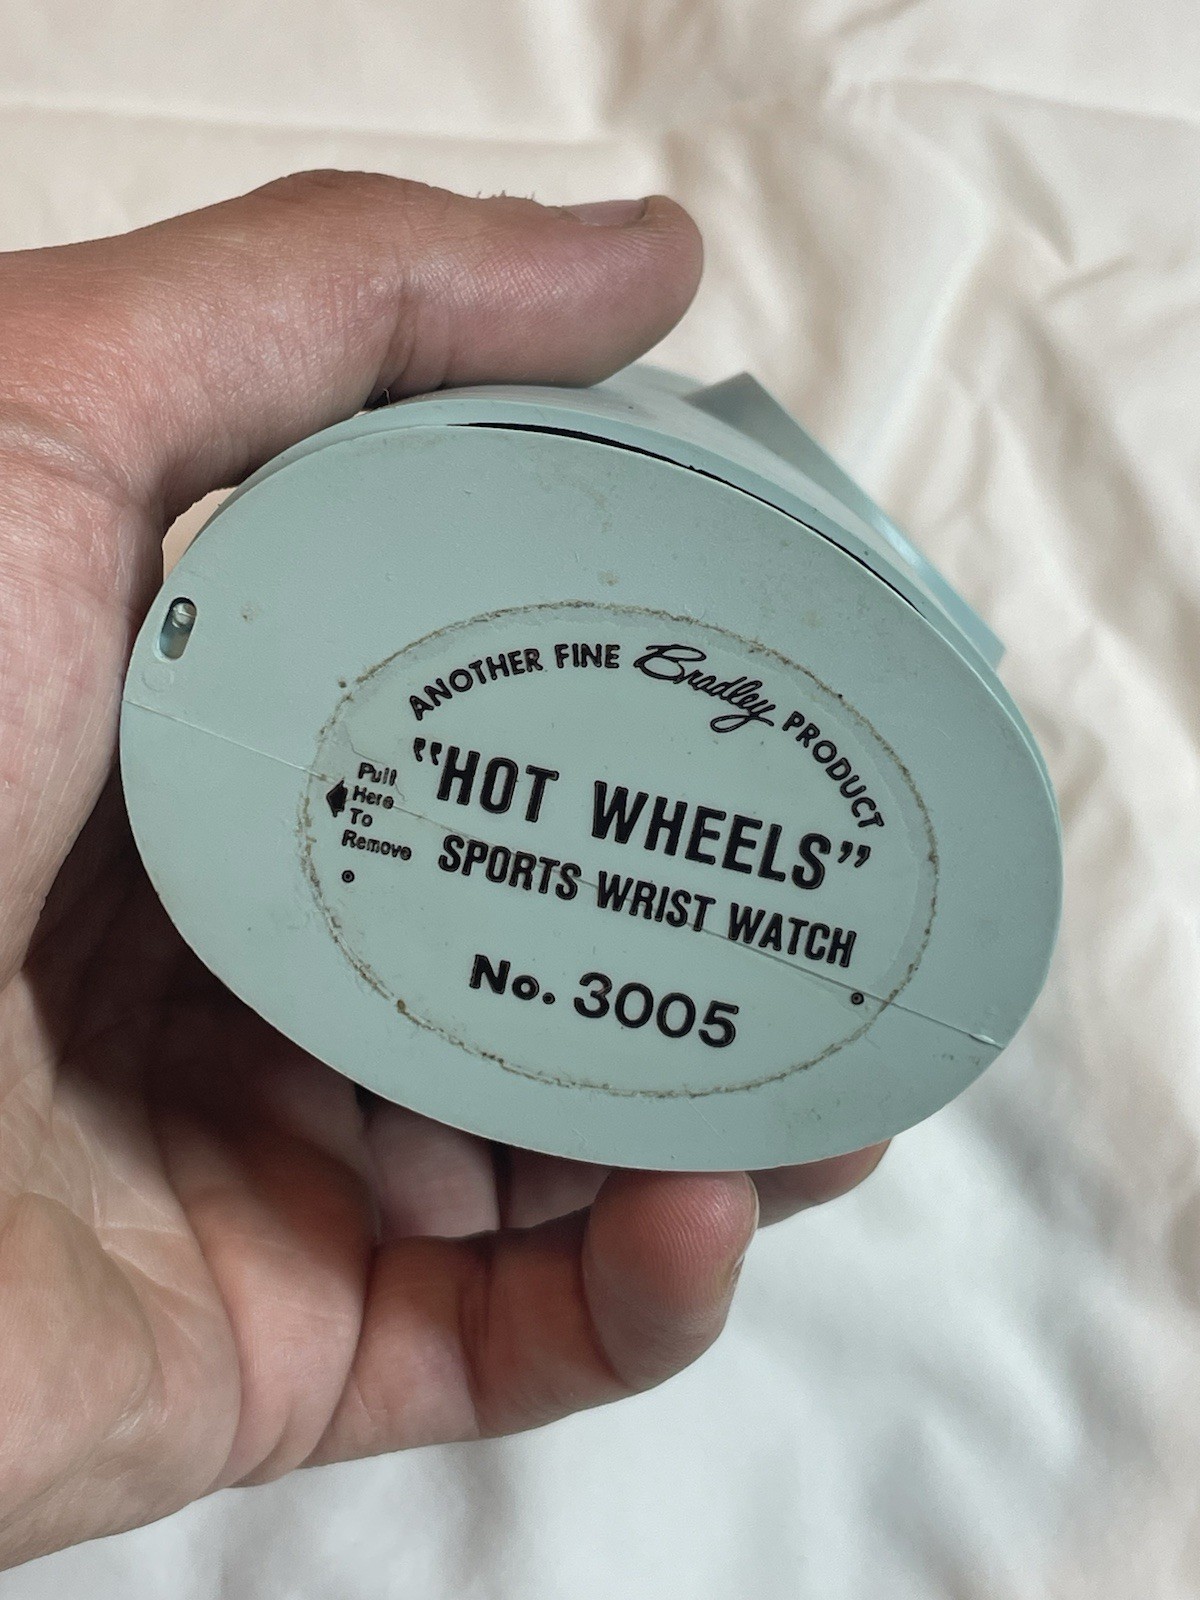 ANOTHER FINE Bradley PRODUCT
"HOT WHEELS"
Pull
Here
To
Remove
SPORTS WRIST WATCH
No. 3005